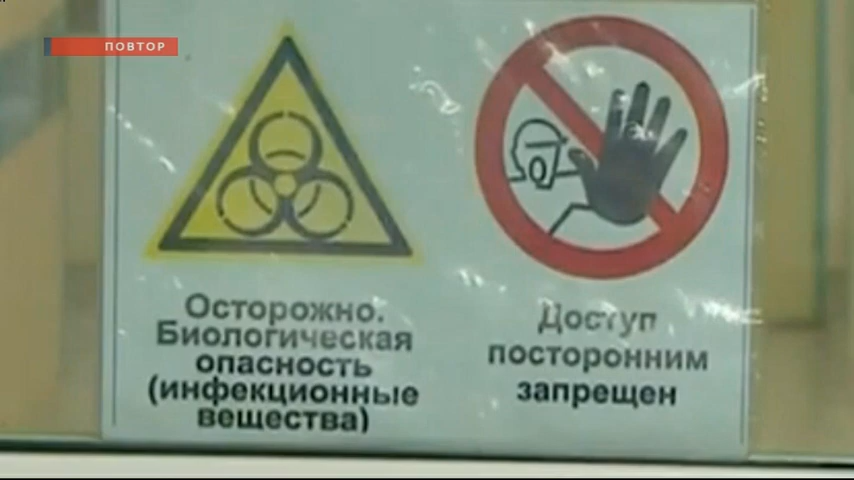 ПОВТОР
Осторожно.
Биологическая
опасность
(инфекционные
вещества)
Доступ
посторонним
запрещен